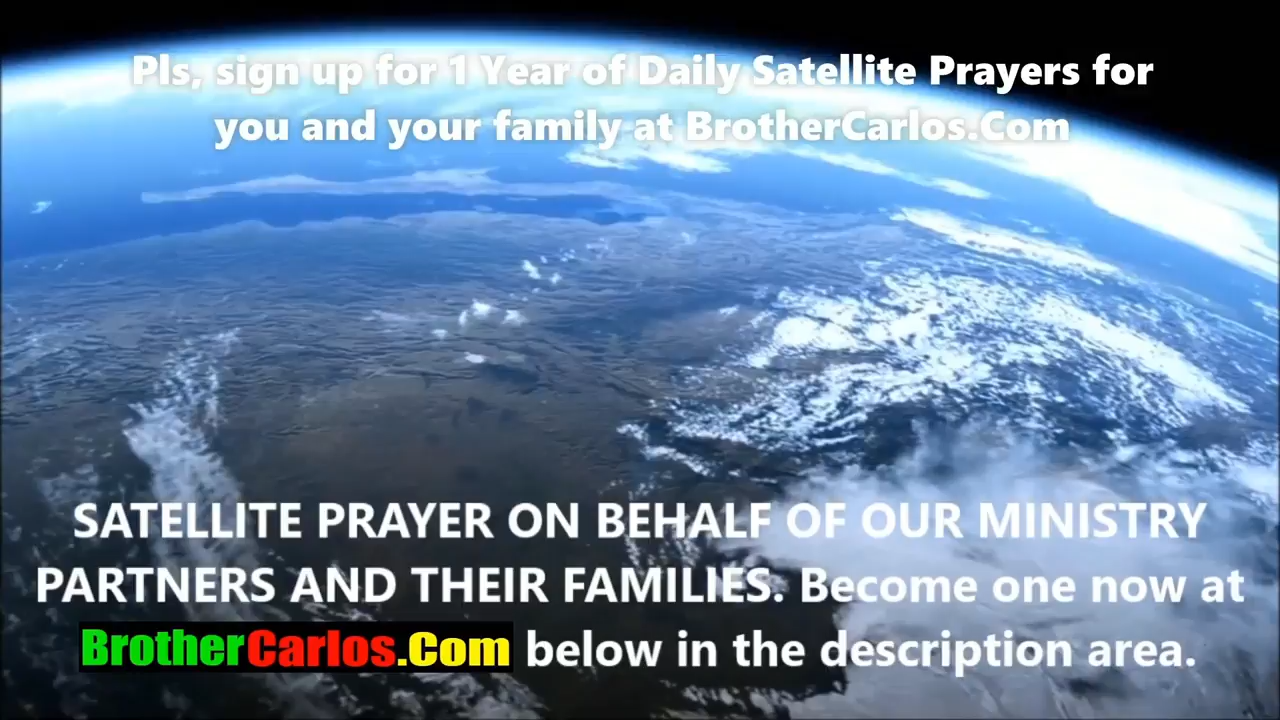 Pls, sign up for 1 Year of Daily Satellite Prayers for
you and your family at BrotherCarlos.Com
SATELLITE PRAYER ON BEHALF OF OUR MINISTRY
PARTNERS AND THEIR FAMILIES. Become one now at
BrotherCarlos.Com below in the description area.